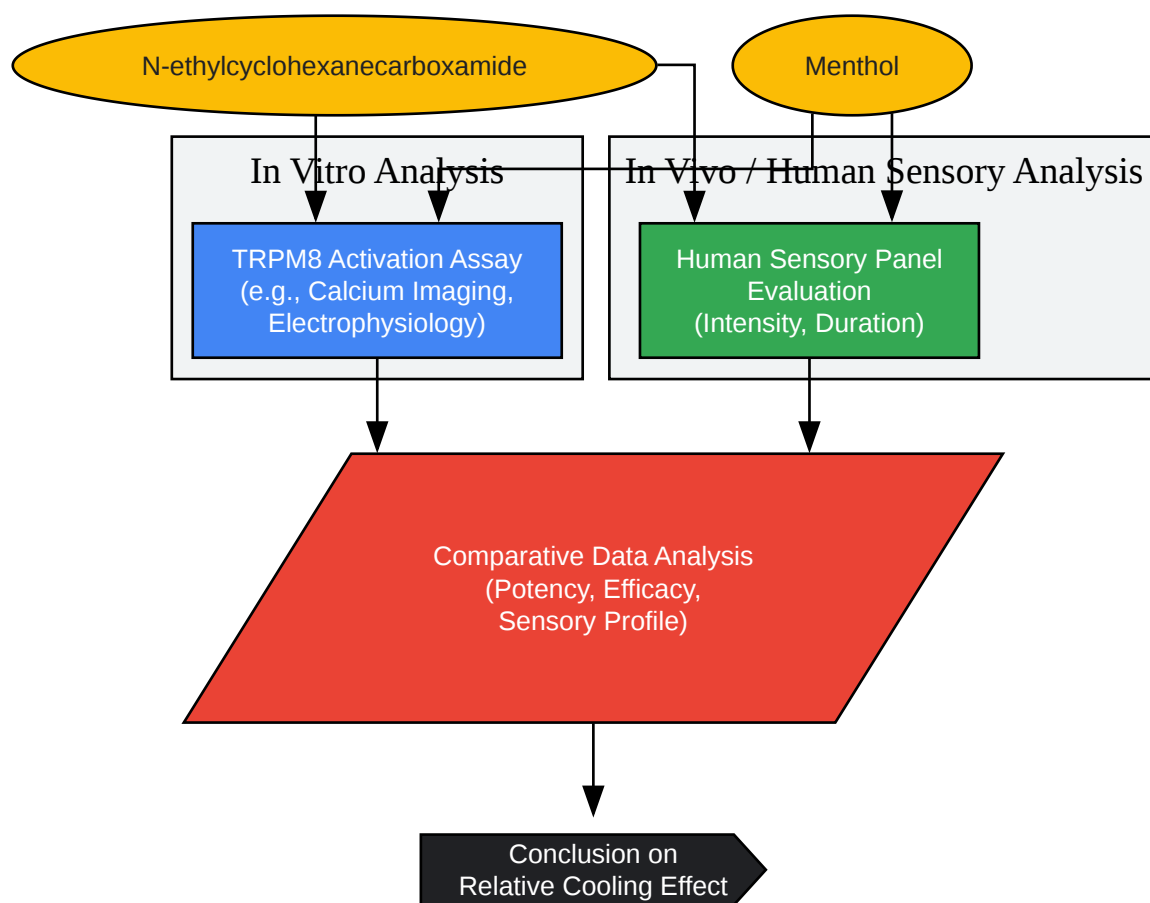 N-ethylcyclohexanecarboxamide
Menthol
In Vitro Analysis
In Vivo / Human Sensory Analysis
TRPM8 Activation Assay
(e.g., Calcium Imaging,
Electrophysiology)
Human Sensory Panel
Evaluation
(Intensity, Duration)
Comparative Data Analysis
(Potency, Efficacy,
Sensory Profile)
Conclusion on
Relative Cooling Effect